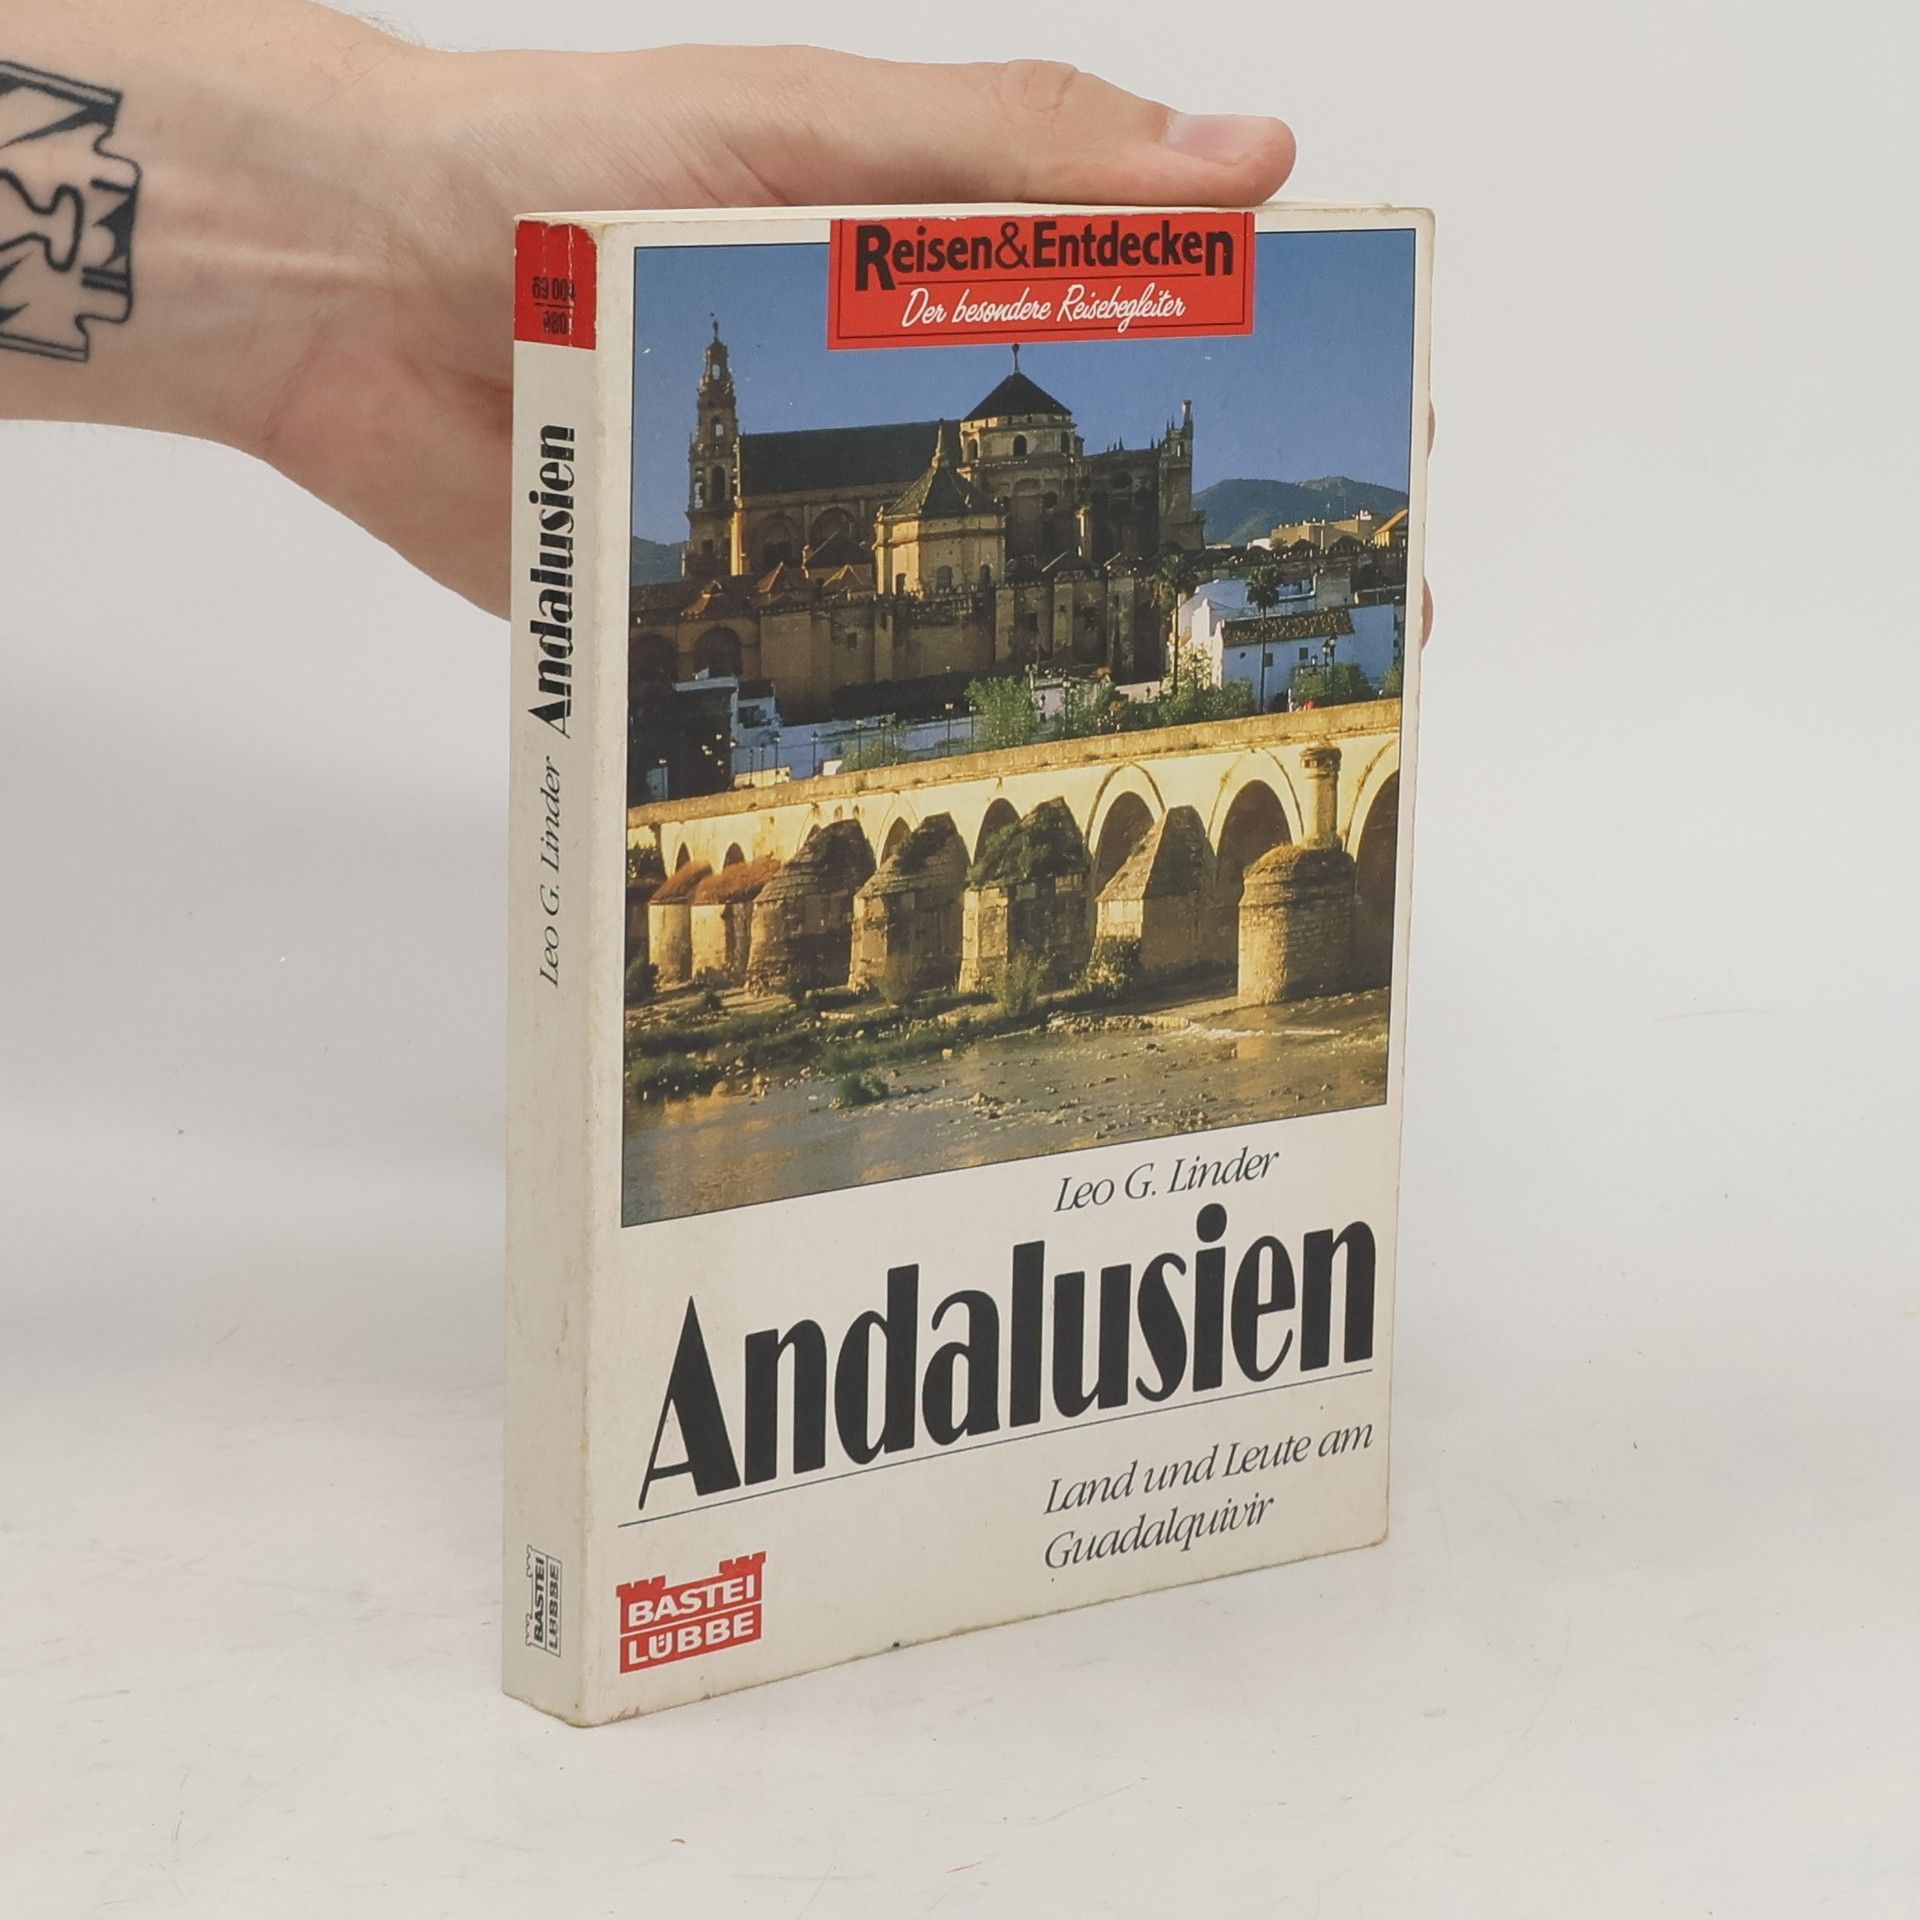 Reisen&Entdecken
Der besondere Reisebegleiter
Leo G. Linder
Andalusien
Land und Leute am
Guadalquivir
BASTEI
LÜBBE
Leo G. Linder Andalusien
BASTEI
LÜBBE